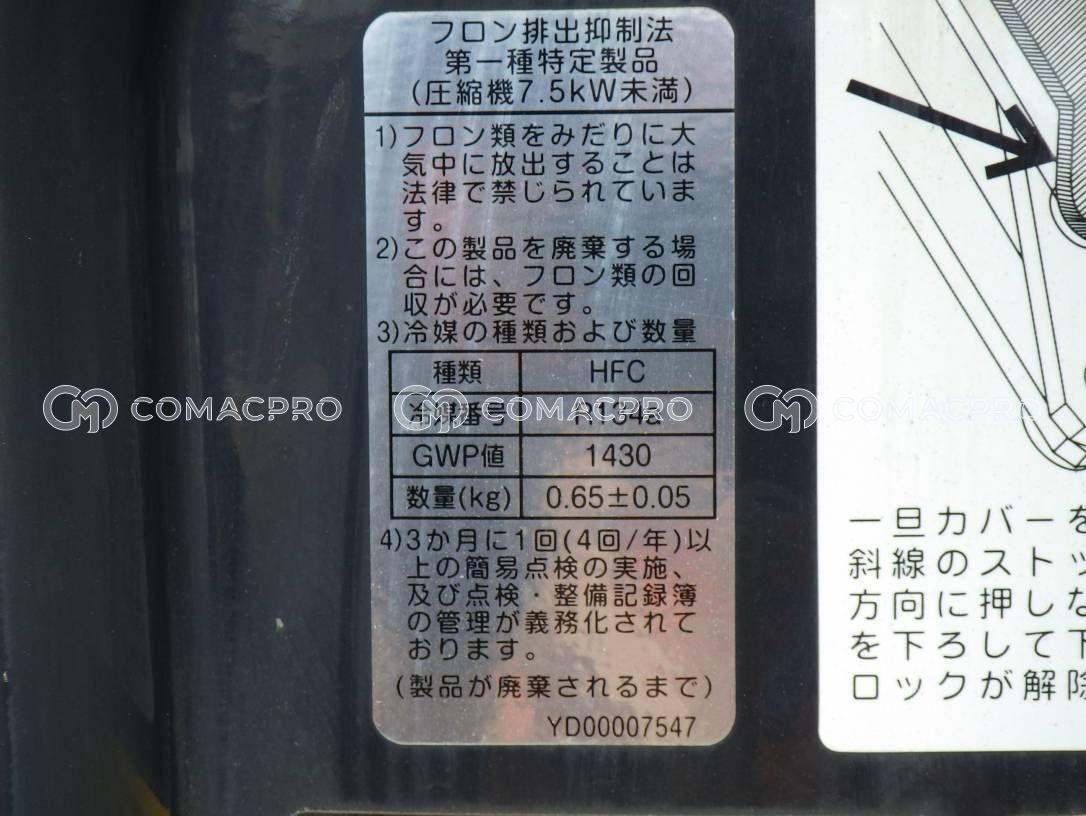 フロン排出抑制法
第一種特定製品
(圧縮機7.5kW未満)
1)フロン類をみだりに大
気中に放出することは
法律で禁じられていま
す。
2)この製品を廃棄する場
合には、フロン類の回
収が必要です。
3)冷媒の種類および数量
種類 HFC
冷媒番号 R134a
GWP値 1430
数量(kg) 0.65±0.05
4)3か月に1回(4回/年)以
上の簡易点検の実施、
及び点検・整備記録簿
の管理が義務化されて
おります。
(製品が廃棄されるまで)
YD00007547
一旦カバーを
斜線のストッ
方向に押しな
を下ろして下
ロックが解除
COMACPRO COMACPRO COMACPRO